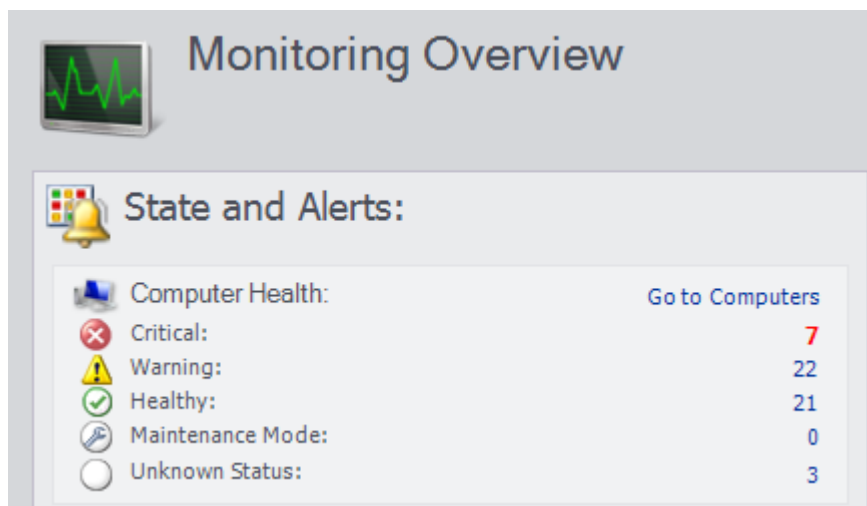 Monitoring Overview
State and Alerts:
Computer Health: Go to Computers
Critical: 7
Warning: 22
Healthy: 21
Maintenance Mode: 0
Unknown Status: 3